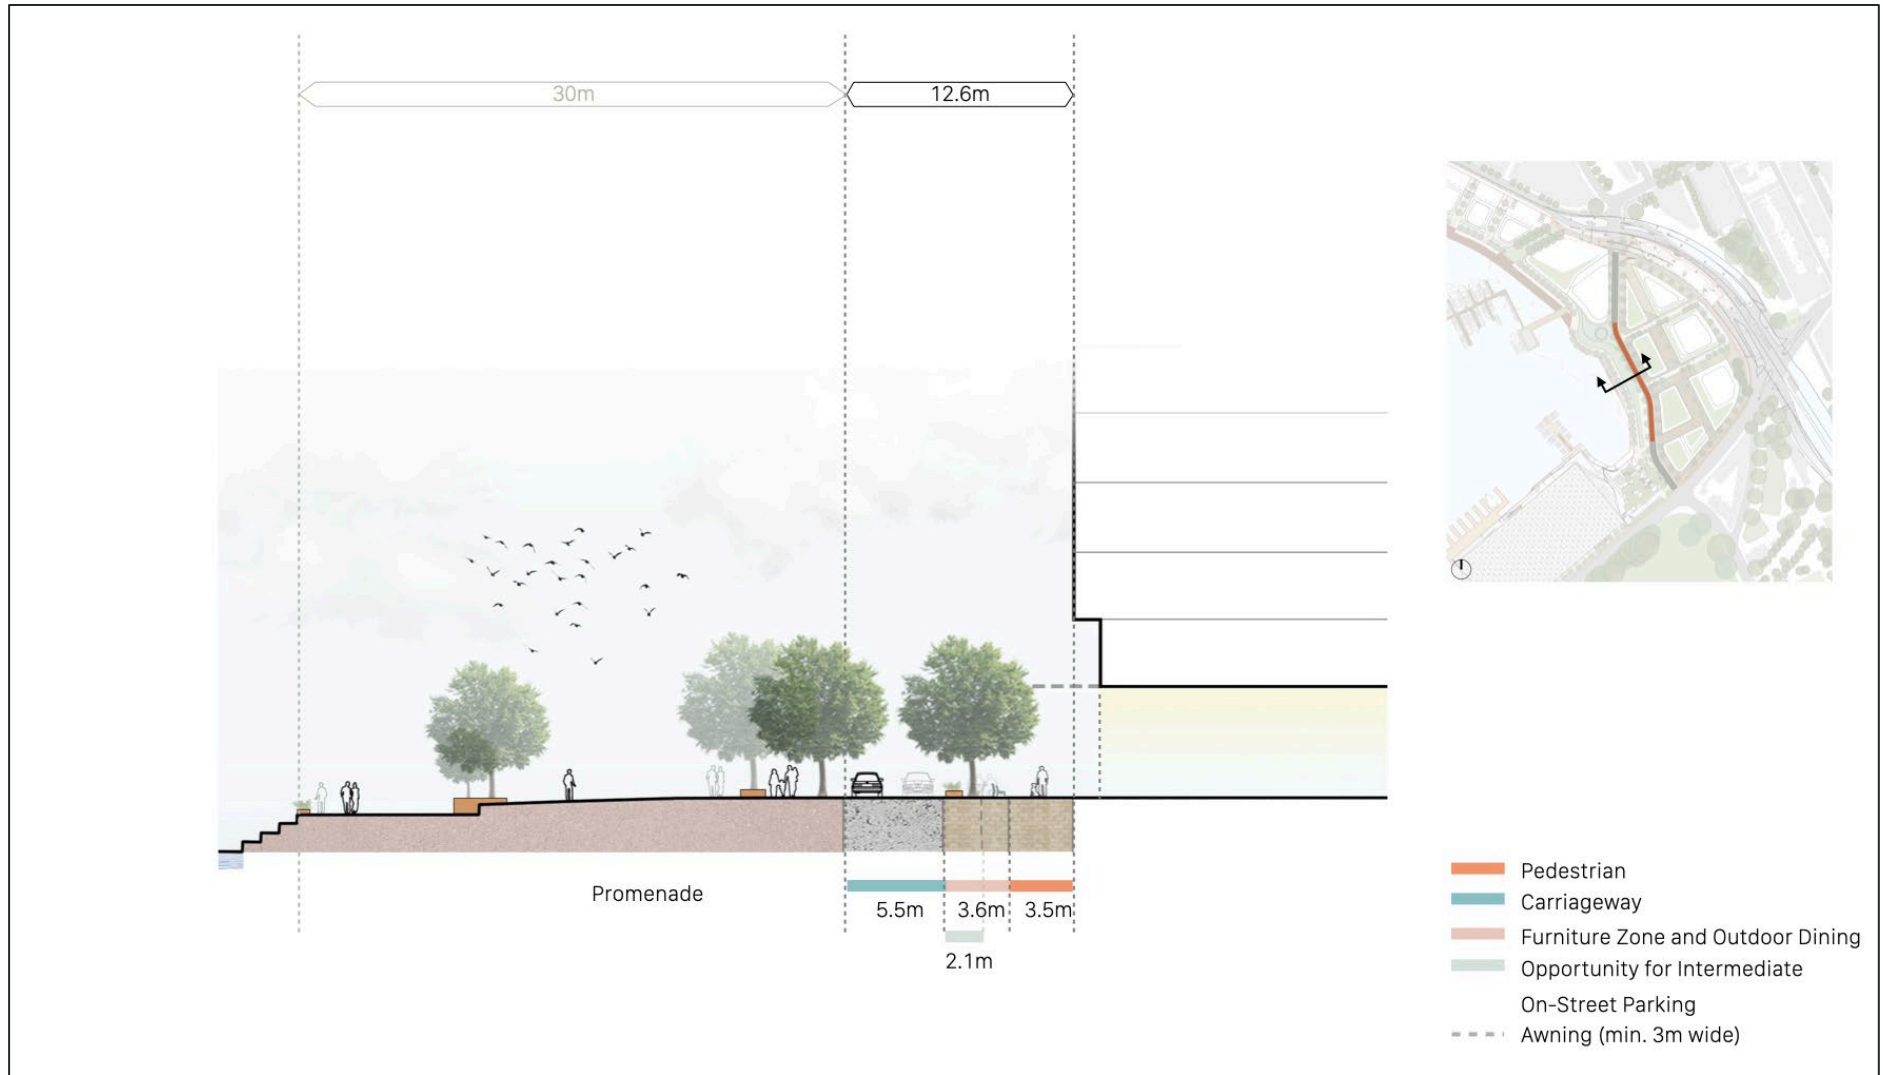 30m
12.6m
Promenade
5.5m
3.6m
3.5m
2.1m
Pedestrian
Carriageway
Furniture Zone and Outdoor Dining
Opportunity for Intermediate
On-Street Parking
Awning (min. 3m wide)